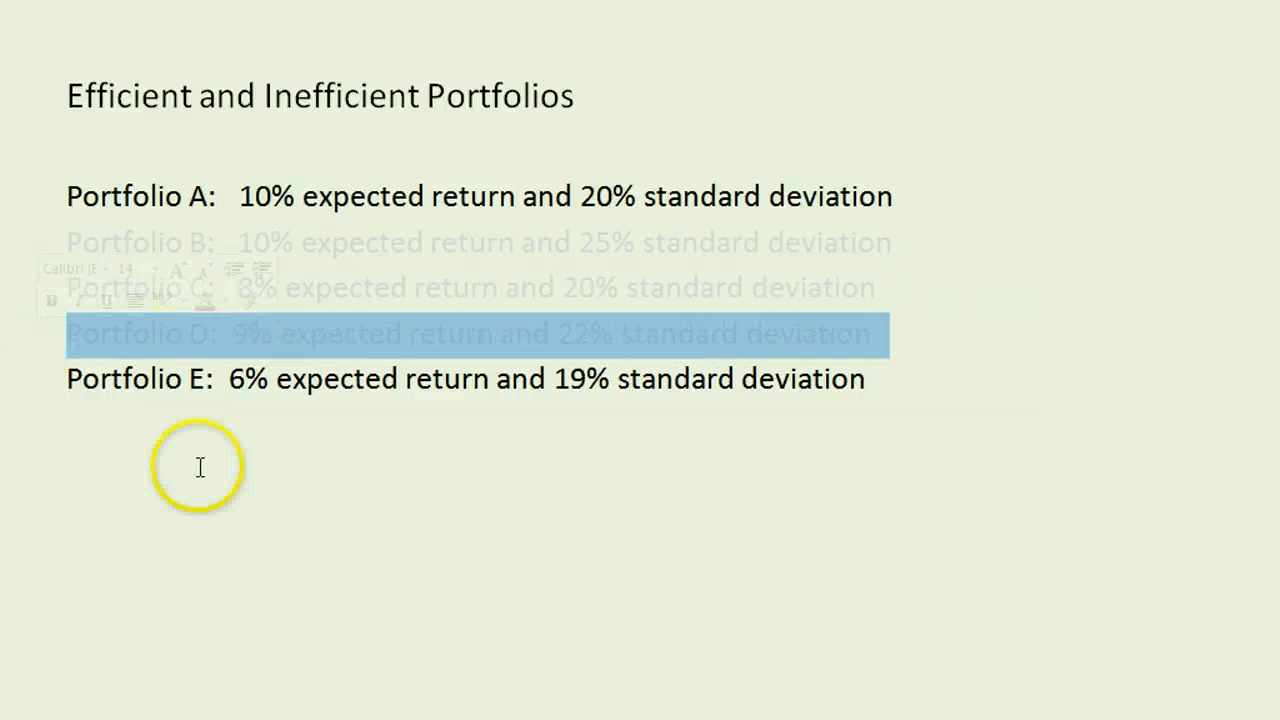 Efficient and Inefficient Portfolios
Portfolio A: 10% expected return and 20% standard deviation
Portfolio B: 10% expected return and 25% standard deviation
Calibri (E 14 A A
Portfolio C: 8% expected return and 20% standard deviation
B I U A
Portfolio D: 9% expected return and 22% standard deviation
Portfolio E: 6% expected return and 19% standard deviation